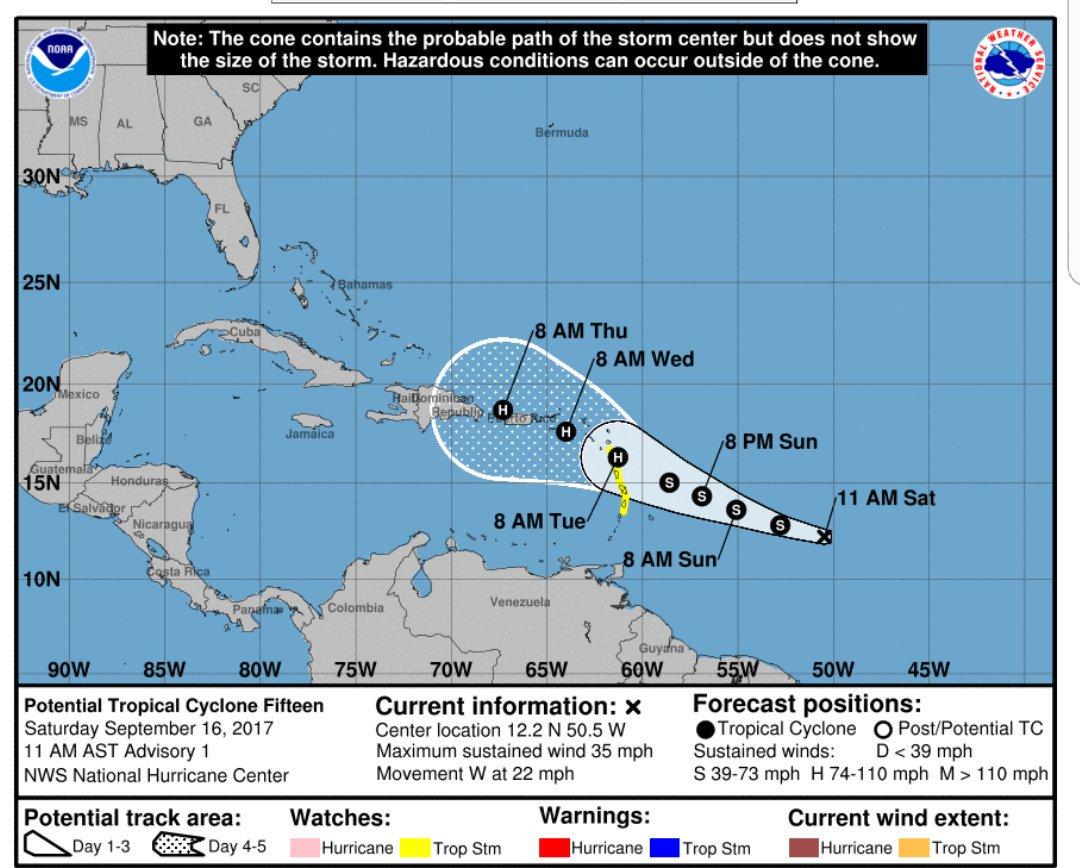 Note: The cone contains the probable path of the storm center but does not show
the size of the storm. Hazardous conditions can occur outside of the cone.
NOAA
NATIONAL WEATHER SERVICE
SC
MS
AL
GA
Bermuda
30N
FL
25N
Bahamas
Cuba
8 AM Thu
8 AM Wed
20N
Mexico
Haiti
Dominican
Republic
Puerto Rico
H
H
Jamaica
Belize
8 PM Sun
H
Guatemala
15N
Honduras
S
S
11 AM Sat
El Salvador
8 AM Tue
S
S
Nicaragua
8 AM Sun
Costa Rica
10N
Panama
Colombia
Venezuela
Guyana
90W 85W 80W 75W 70W 65W 60W 55W 50W 45W
Potential Tropical Cyclone Fifteen
Saturday September 16, 2017
11 AM AST Advisory 1
NWS National Hurricane Center
Current information: x
Center location 12.2 N 50.5 W
Maximum sustained wind 35 mph
Movement W at 22 mph
Forecast positions:
Tropical Cyclone Post/Potential TC
Sustained winds: D < 39 mph
S 39-73 mph H 74-110 mph M > 110 mph
Potential track area:
Day 1-3 Day 4-5
Watches:
Hurricane Trop Stm
Warnings:
Hurricane Trop Stm
Current wind extent:
Hurricane Trop Stm